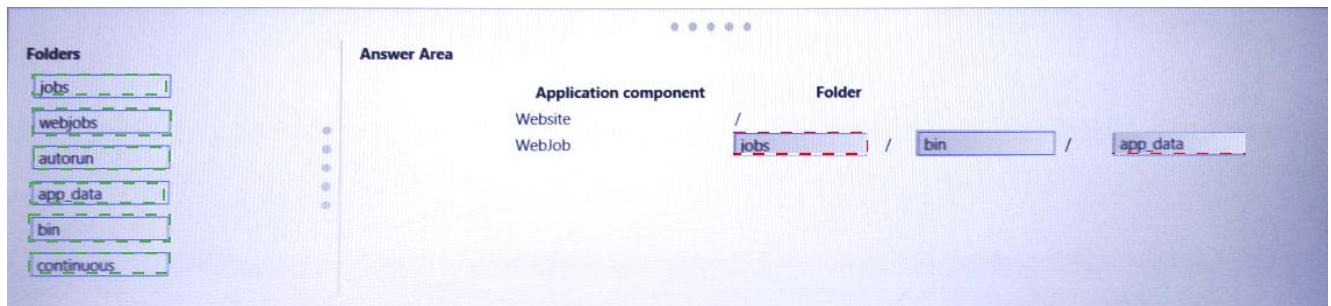 Folders
jobs
webjobs
autorun
app_data
bin
continuous
Answer Area
Application component Folder
Website /
WebJob jobs / bin / app_data